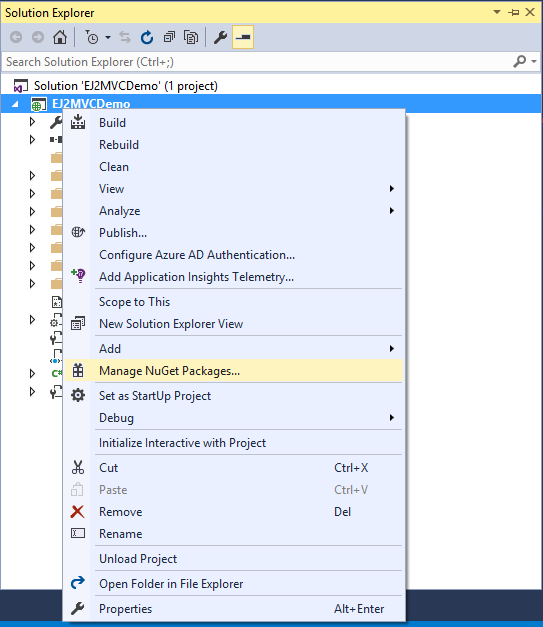 Solution Explorer
Search Solution Explorer (Ctrl+;)
Solution 'EJ2MVCDemo' (1 project)
EJ2MVCDemo
Build
Rebuild
Clean
View
Analyze
Publish...
Configure Azure AD Authentication...
Add Application Insights Telemetry...
Scope to This
New Solution Explorer View
Add
Manage NuGet Packages...
Set as StartUp Project
Debug
Initialize Interactive with Project
Cut Ctrl+X
Paste Ctrl+V
Remove Del
Rename
Unload Project
Open Folder in File Explorer
Properties Alt+Enter